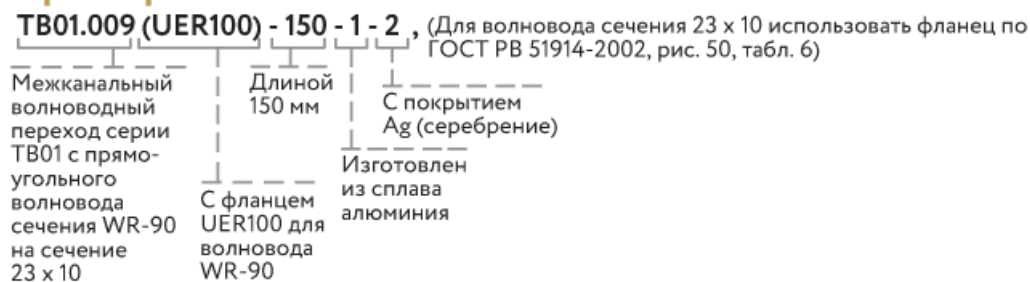 ТВ01.009 (UER100) - 150 - 1 - 2 , (Для волновода сечения 23 х 10 использовать фланец по
ГОСТ РВ 51914-2002, рис. 50, табл. 6)
Межканальный
волноводный
переход серии
ТВ01 с прямо-
угольного
волновода
сечения WR-90
на сечение
23 х 10
С фланцем
UER100 для
волновода
WR-90
Длиной
150 мм
Изготовлен
из сплава
алюминия
С покрытием
Ag (серебрение)